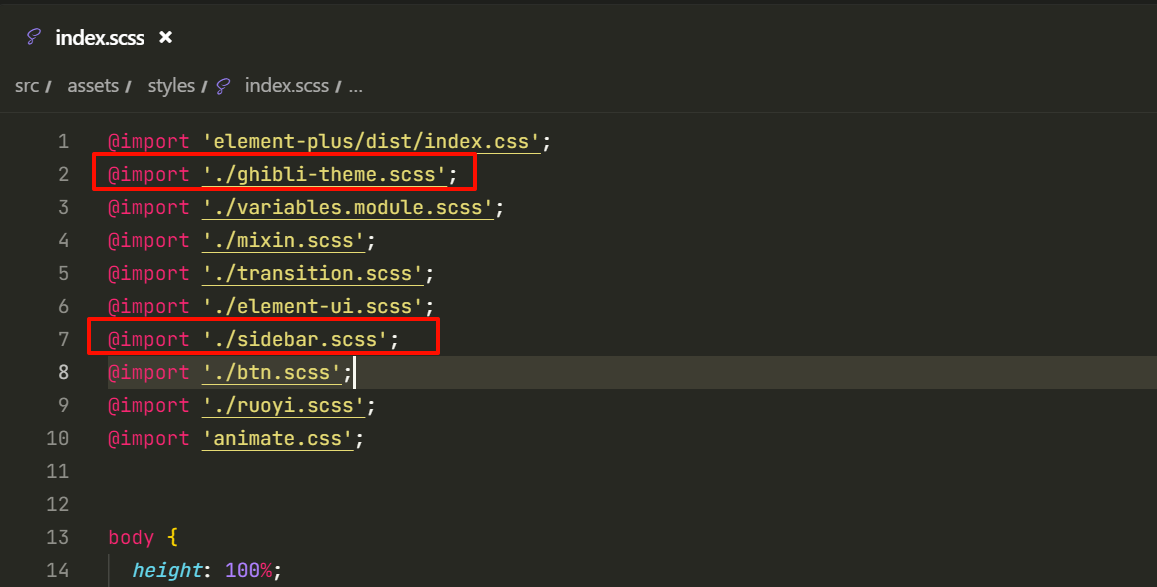 index.scss ×
src / assets / styles / index.scss / ...
1 @import 'element-plus/dist/index.css';
2 @import './ghibli-theme.scss';
3 @import './variables.module.scss';
4 @import './mixin.scss';
5 @import './transition.scss';
6 @import './element-ui.scss';
7 @import './sidebar.scss';
8 @import './btn.scss';
9 @import './ruoyi.scss';
10 @import 'animate.css';
11
12
13 body {
14 height: 100%;